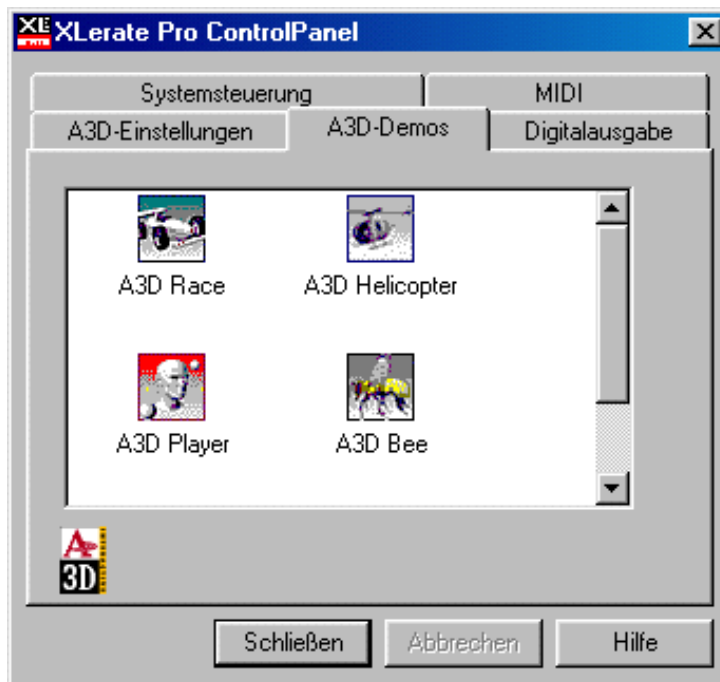 XLerate Pro ControlPanel
Systemsteuerung MIDI
A3D-Einstellungen A3D-Demos Digitalausgabe
A3D Race A3D Helicopter
A3D Player A3D Bee
A
3D
Schließen Abbrechen Hilfe